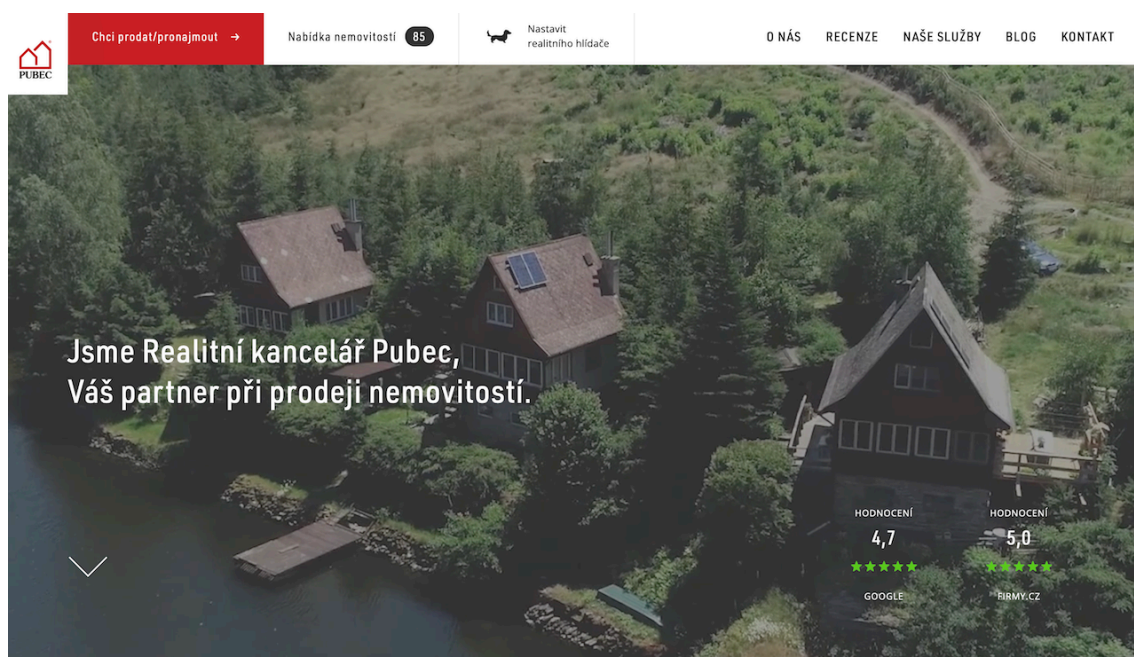 PUBEC
Chci prodat/pronajmout →
Nabídka nemovitostí 85
Nastavit
realitního hlídače
O NÁS
RECENZE
NAŠE SLUŽBY
BLOG
KONTAKT
Jsme Realitní kancelář Pubec,
Váš partner při prodeji nemovitostí.
HODNOCENÍ
4,7
GOOGLE
HODNOCENÍ
5,0
FIRMY.CZ